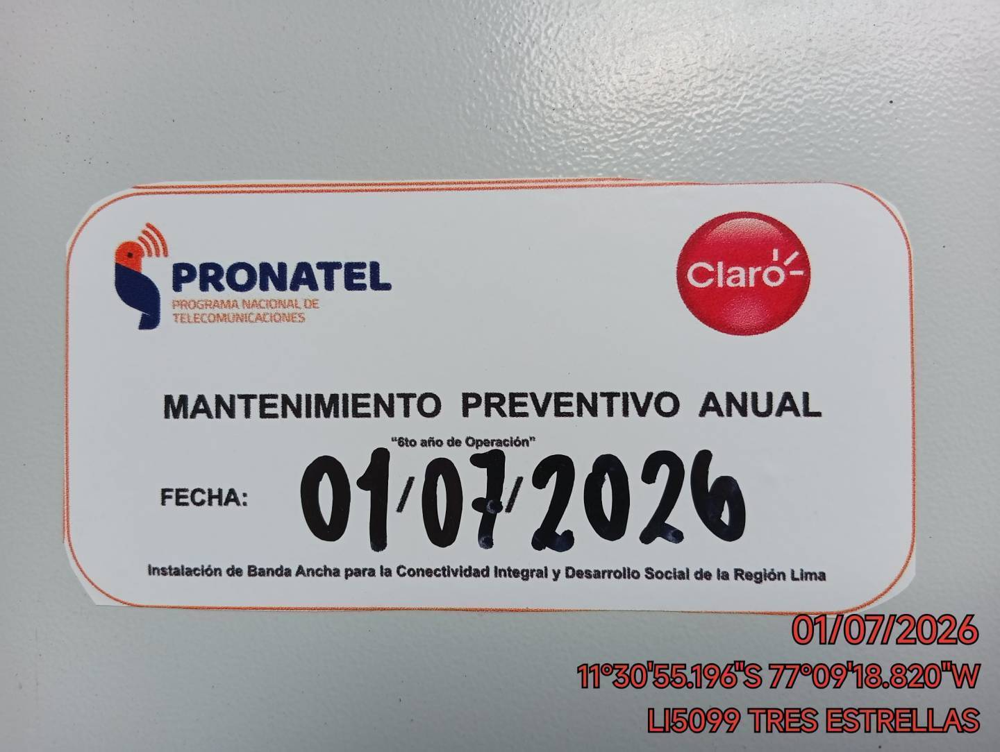 PRONATEL
PROGRAMA NACIONAL DE
TELECOMUNICACIONES
Claro
MANTENIMIENTO PREVENTIVO ANUAL
"6to año de Operación"
FECHA: 01/07/2026
Instalación de Banda Ancha para la Conectividad Integral y Desarrollo Social de la Región Lima
01/07/2026
11°30'55.196"S 77°09'18.820"W
LI5099 TRES ESTRELLAS